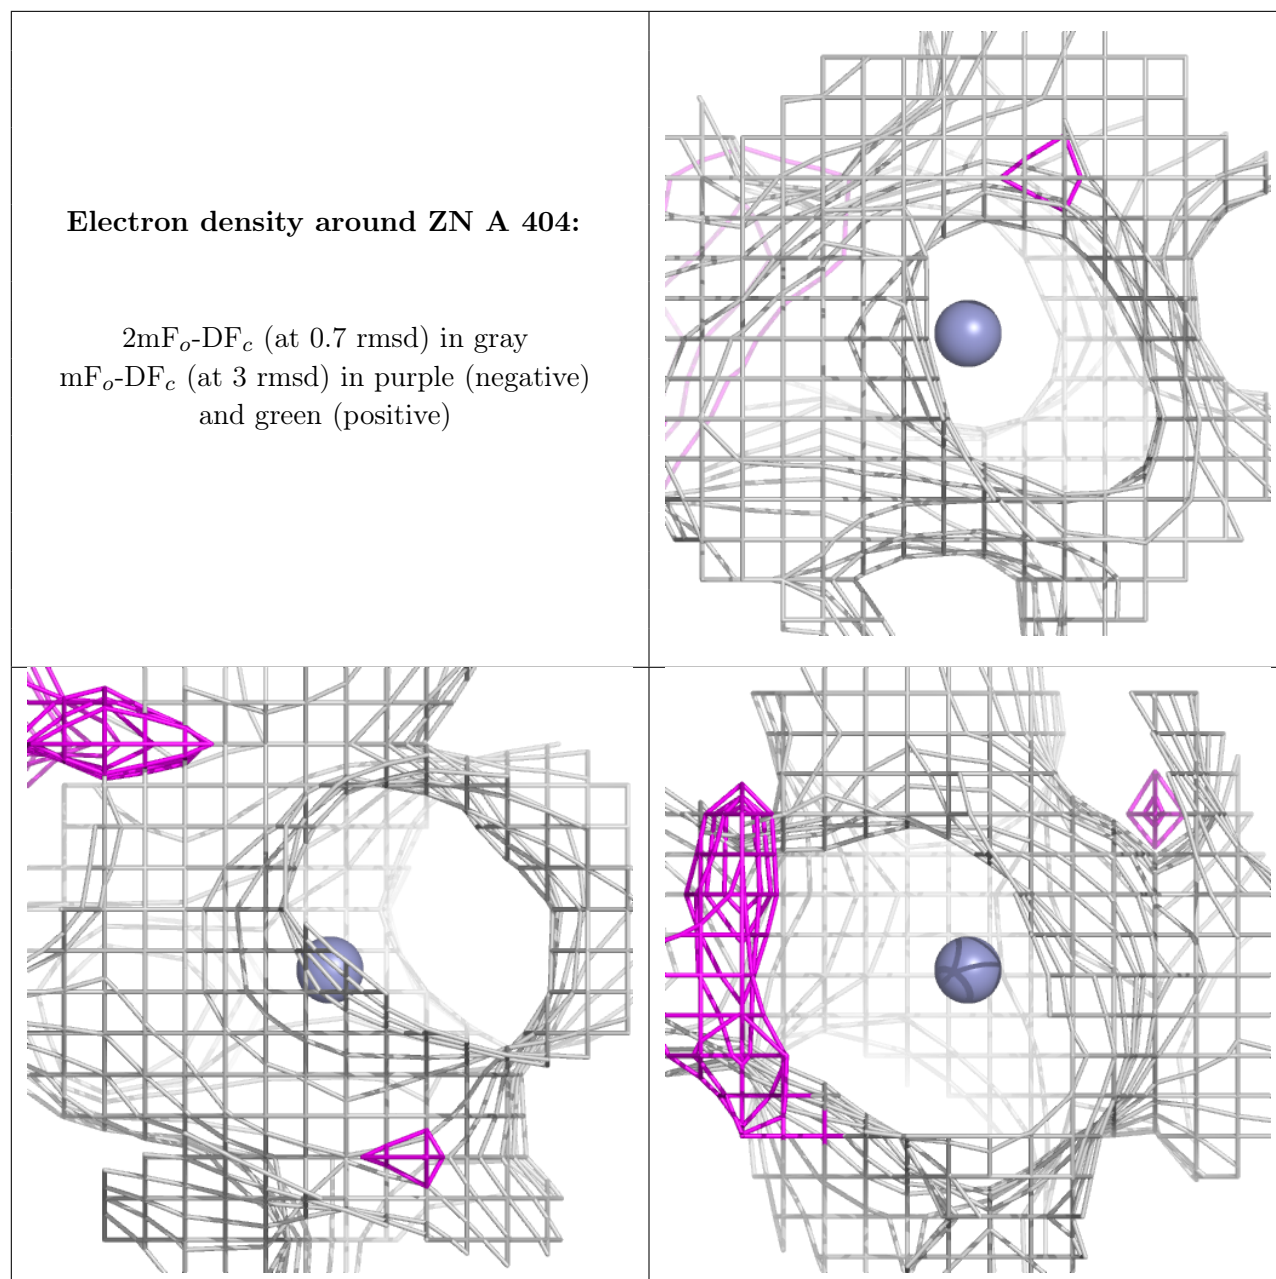 Electron density around ZN A 404:
2mFo-DFc (at 0.7 rmsd) in gray
mFo-DFc (at 3 rmsd) in purple (negative)
and green (positive)